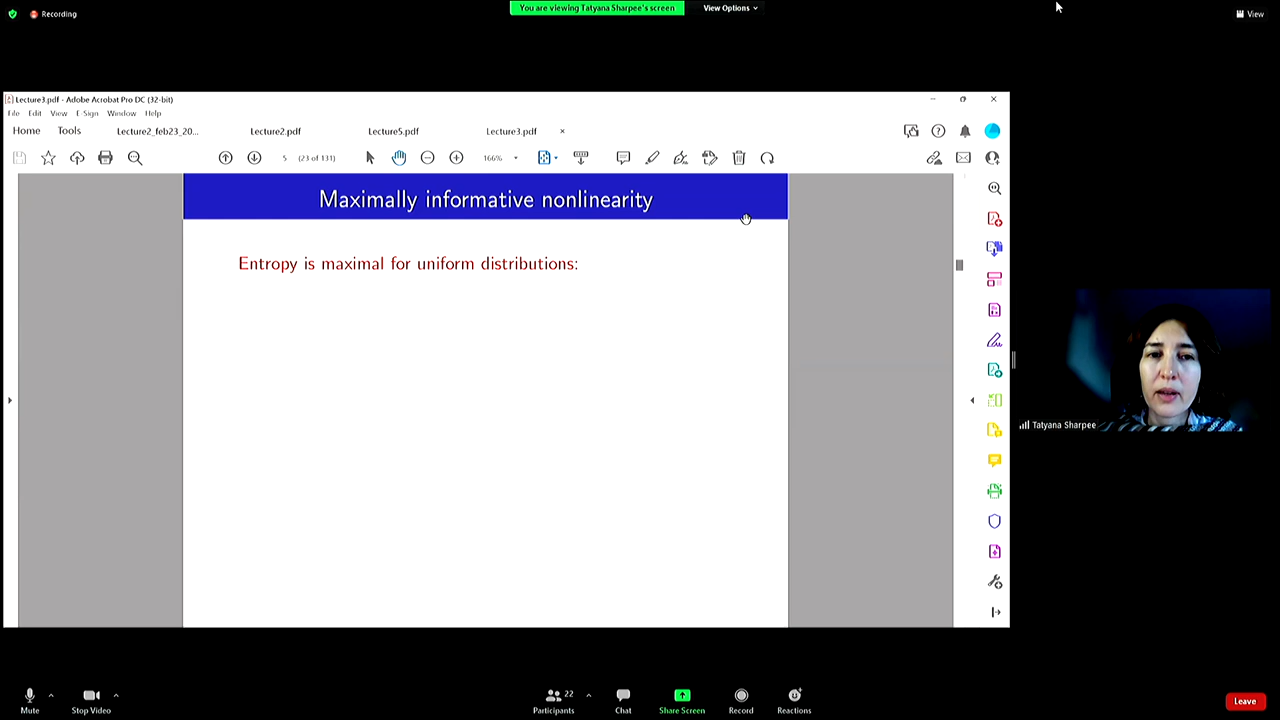 Recording
You are viewing Tatyana Sharpee's screen
View Options
View
Lecture3.pdf - Adobe Acrobat Pro DC (32-bit)
File Edit View E-Sign Window Help
Home Tools Lecture2_feb23_20... Lecture2.pdf Lecture5.pdf Lecture3.pdf
5 (23 of 131) 166%
Maximally informative nonlinearity
Entropy is maximal for uniform distributions:
Tatyana Sharpee
22
Mute Stop Video Participants Chat Share Screen Record Reactions Leave